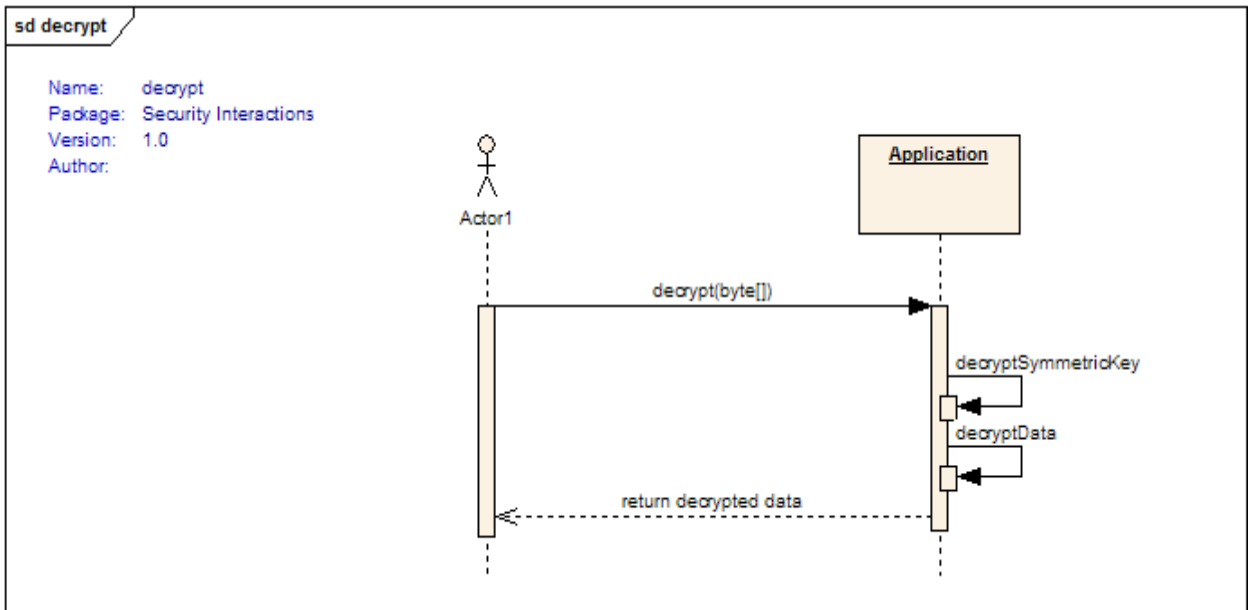 sd decrypt
Name: decrypt
Package: Security Interactions
Version: 1.0
Author:
Application
Actor1
decrypt(byte[])
decryptSymmetricKey
decryptData
return decrypted data